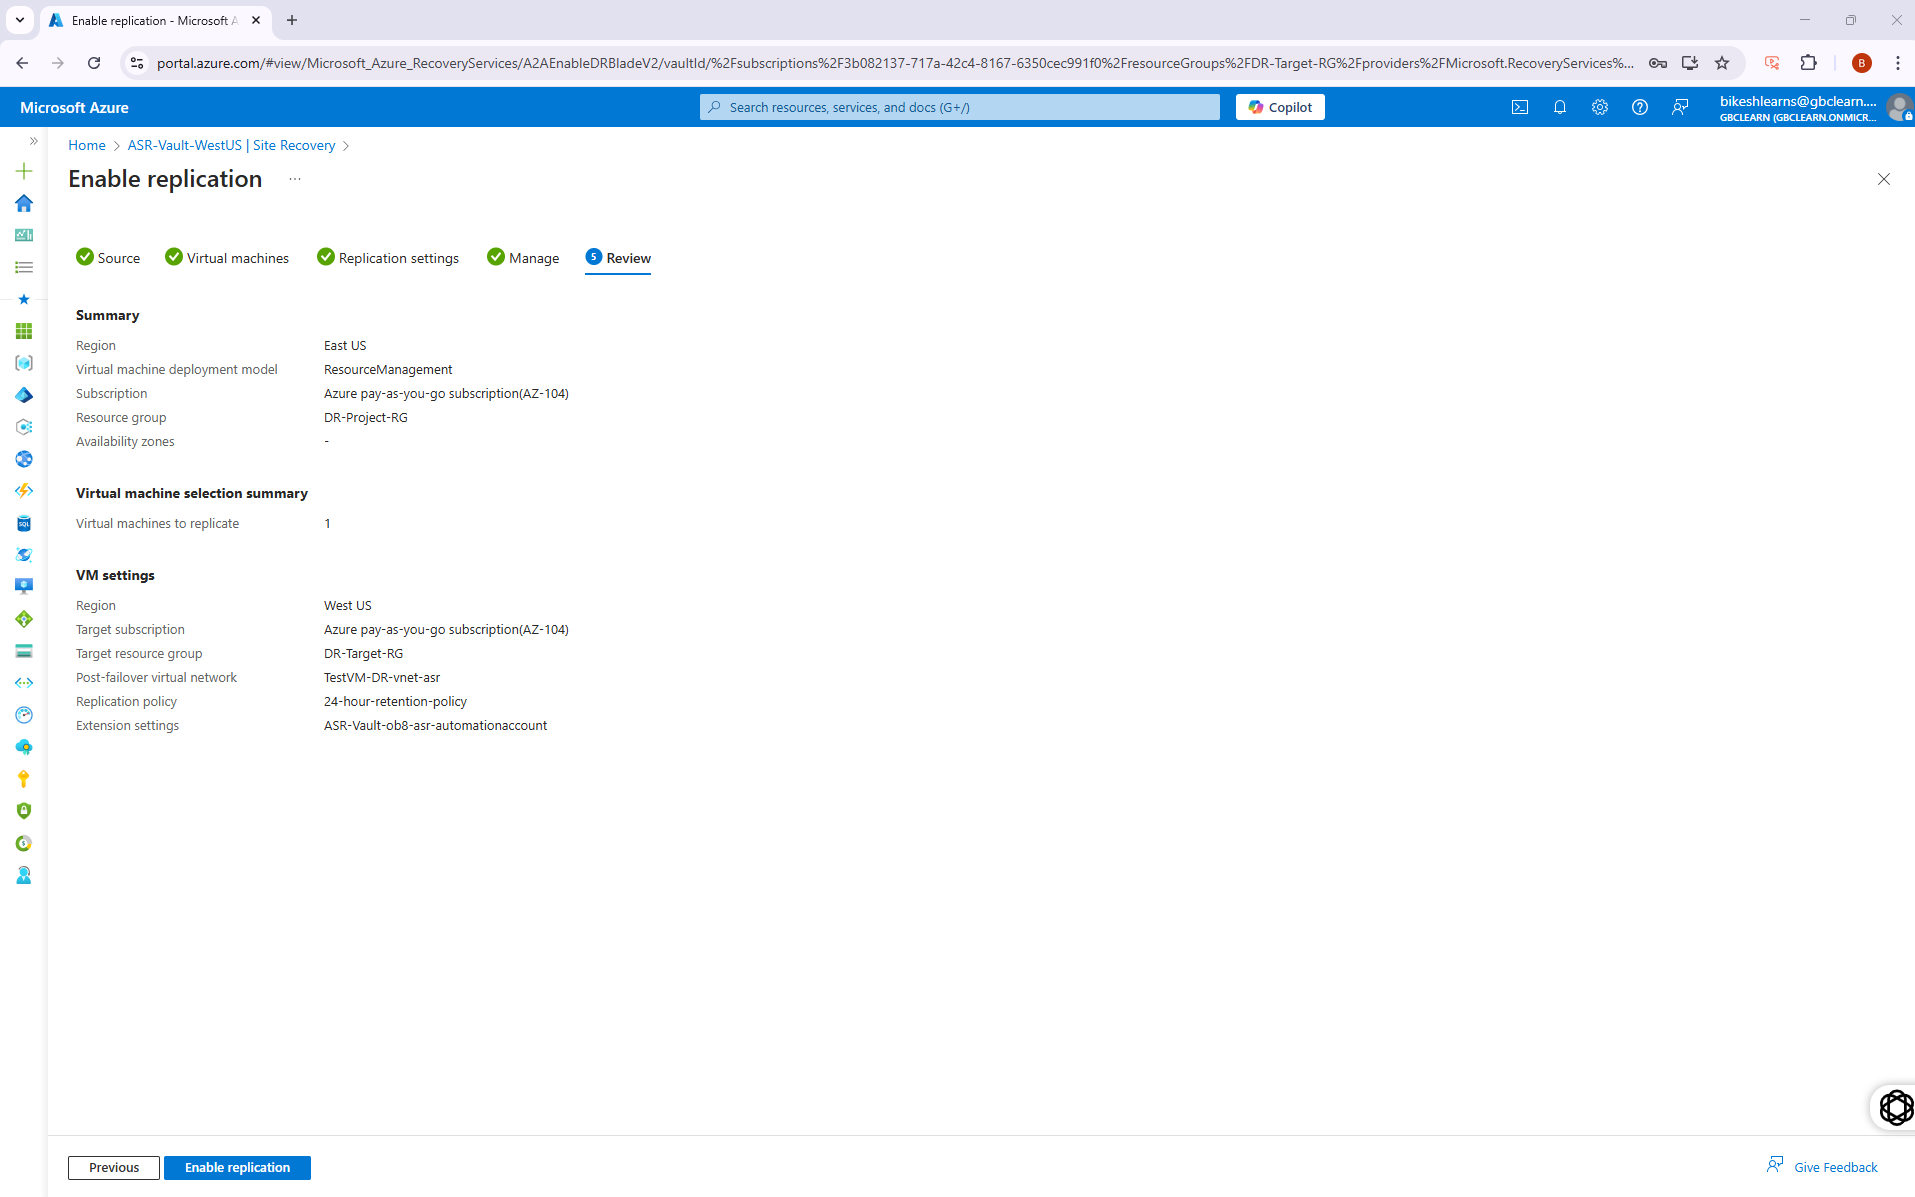 Enable replication - Microsoft A
portal.azure.com/#view/Microsoft_Azure_RecoveryServices/A2AEnableDRBladeV2/vaultId/%2Fsubscriptions%2F3b082137-717a-42c4-8167-6350cec991f0%2FresourceGroups%2FDR-Target-RG%2Fproviders%2FMicrosoft.RecoveryServices%...
B
Microsoft Azure
Search resources, services, and docs (G+/)
Copilot
bikeshlearns@gbclearn....
GBCLEARN (GBCLEARN.ONMICR...
Home
ASR-Vault-WestUS | Site Recovery
Enable replication
...
Source
Virtual machines
Replication settings
Manage
5 Review
Summary
Region East US
Virtual machine deployment model ResourceManagement
Subscription Azure pay-as-you-go subscription(AZ-104)
Resource group DR-Project-RG
Availability zones -
Virtual machine selection summary
Virtual machines to replicate 1
VM settings
Region West US
Target subscription Azure pay-as-you-go subscription(AZ-104)
Target resource group DR-Target-RG
Post-failover virtual network TestVM-DR-vnet-asr
Replication policy 24-hour-retention-policy
Extension settings ASR-Vault-ob8-asr-automationaccount
SQL
Previous
Enable replication
Give Feedback